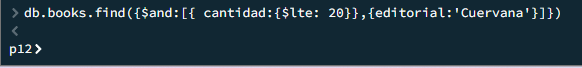 > db.books.find({$and:[{ cantidad:{$lte: 20}},{editorial:'Cuervana'}]})
<
p12>